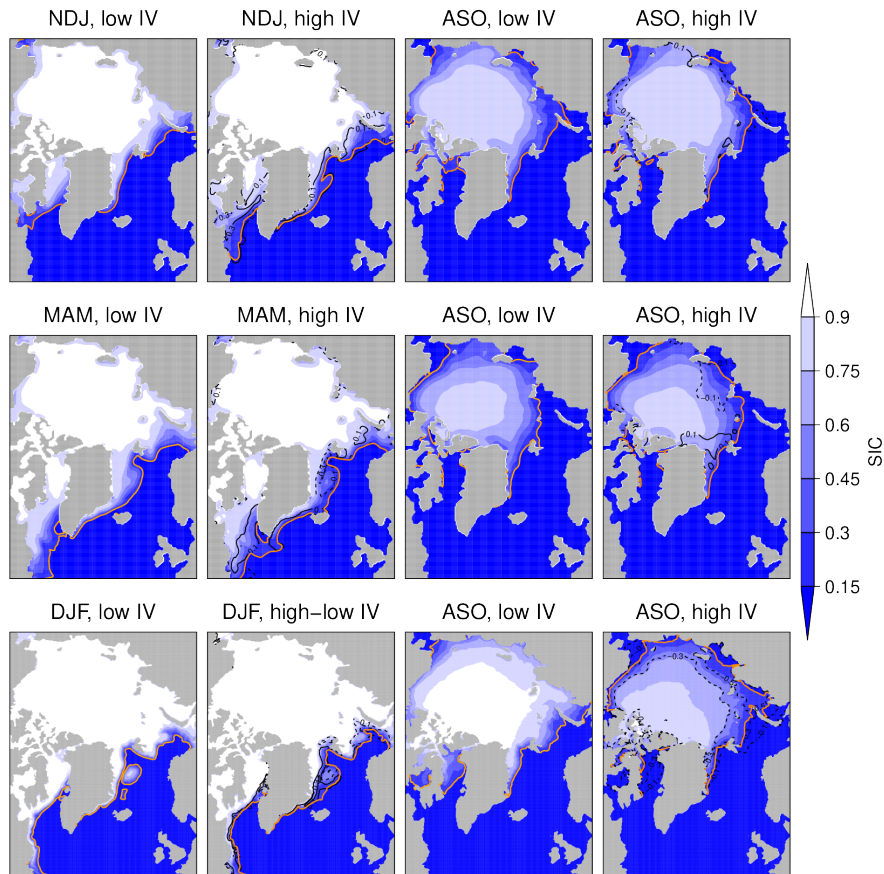 NDJ, low IV NDJ, high IV ASO, low IV ASO, high IV
MAM, low IV MAM, high IV ASO, low IV ASO, high IV
DJF, low IV DJF, high−low IV ASO, low IV ASO, high IV
0.9
0.75
0.6
0.45
0.3
0.15
SIC